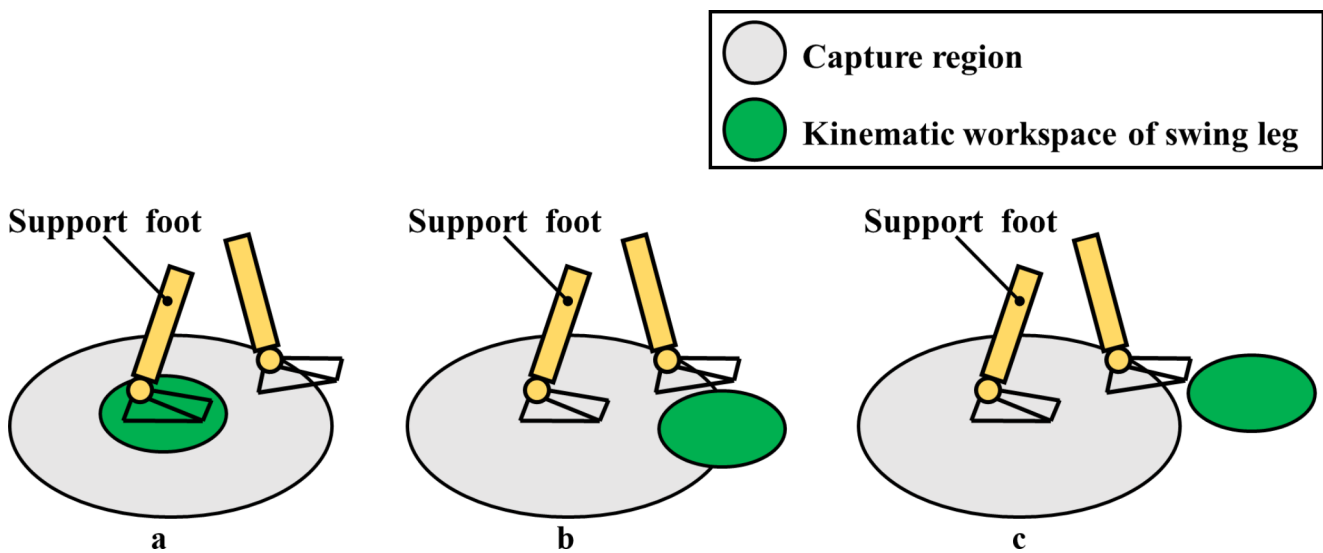 Capture region
Kinematic workspace of swing leg
Support foot
Support foot
Support foot
a
b
c